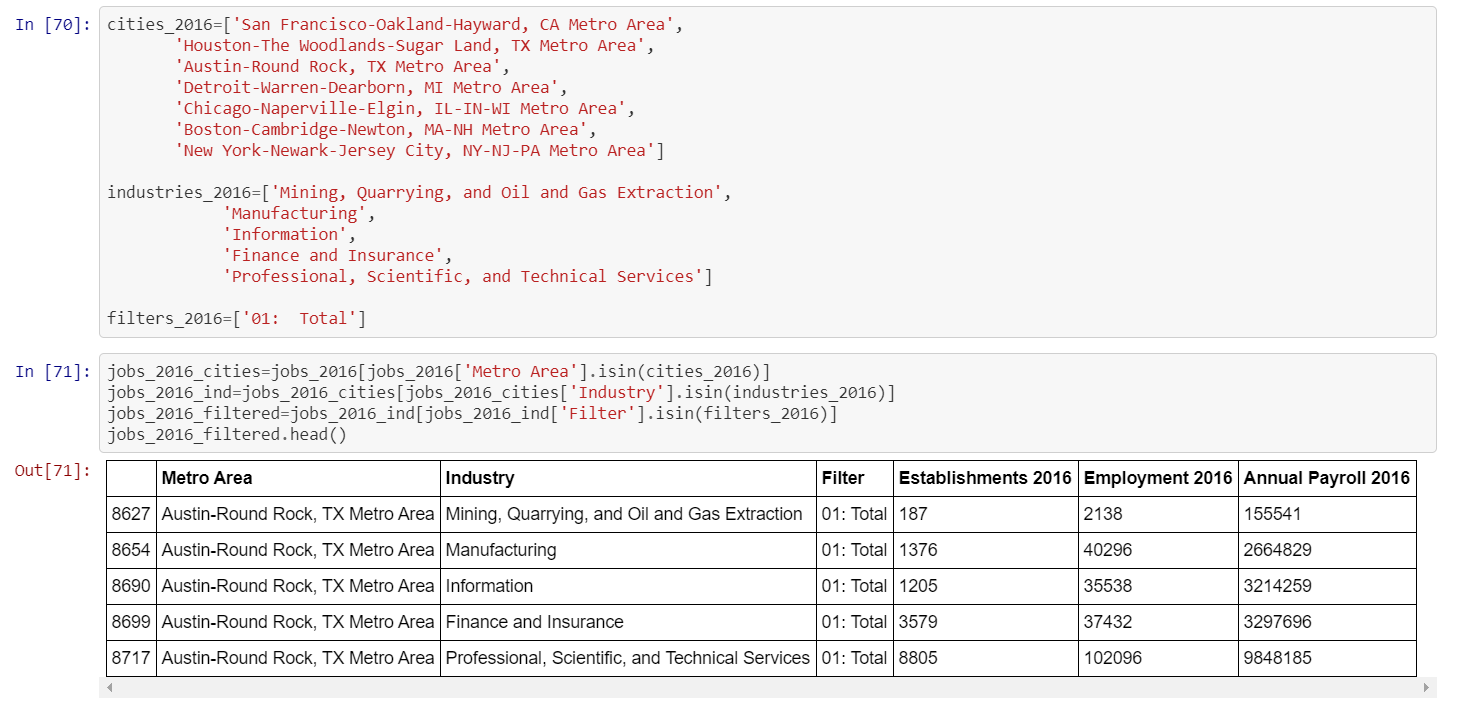 In [70]: cities_2016=['San Francisco-Oakland-Hayward, CA Metro Area',
'Houston-The Woodlands-Sugar Land, TX Metro Area',
'Austin-Round Rock, TX Metro Area',
'Detroit-Warren-Dearborn, MI Metro Area',
'Chicago-Naperville-Elgin, IL-IN-WI Metro Area',
'Boston-Cambridge-Newton, MA-NH Metro Area',
'New York-Newark-Jersey City, NY-NJ-PA Metro Area']
industries_2016=['Mining, Quarrying, and Oil and Gas Extraction',
'Manufacturing',
'Information',
'Finance and Insurance',
'Professional, Scientific, and Technical Services']
filters_2016=['01:  Total']
In [71]: jobs_2016_cities=jobs_2016[jobs_2016['Metro Area'].isin(cities_2016)]
jobs_2016_ind=jobs_2016_cities[jobs_2016_cities['Industry'].isin(industries_2016)]
jobs_2016_filtered=jobs_2016_ind[jobs_2016_ind['Filter'].isin(filters_2016)]
jobs_2016_filtered.head()
Out[71]:
Metro Area Industry Filter Establishments 2016 Employment 2016 Annual Payroll 2016
8627 Austin-Round Rock, TX Metro Area Mining, Quarrying, and Oil and Gas Extraction 01: Total 187 2138 155541
8654 Austin-Round Rock, TX Metro Area Manufacturing 01: Total 1376 40296 2664829
8690 Austin-Round Rock, TX Metro Area Information 01: Total 1205 35538 3214259
8699 Austin-Round Rock, TX Metro Area Finance and Insurance 01: Total 3579 37432 3297696
8717 Austin-Round Rock, TX Metro Area Professional, Scientific, and Technical Services 01: Total 8805 102096 9848185